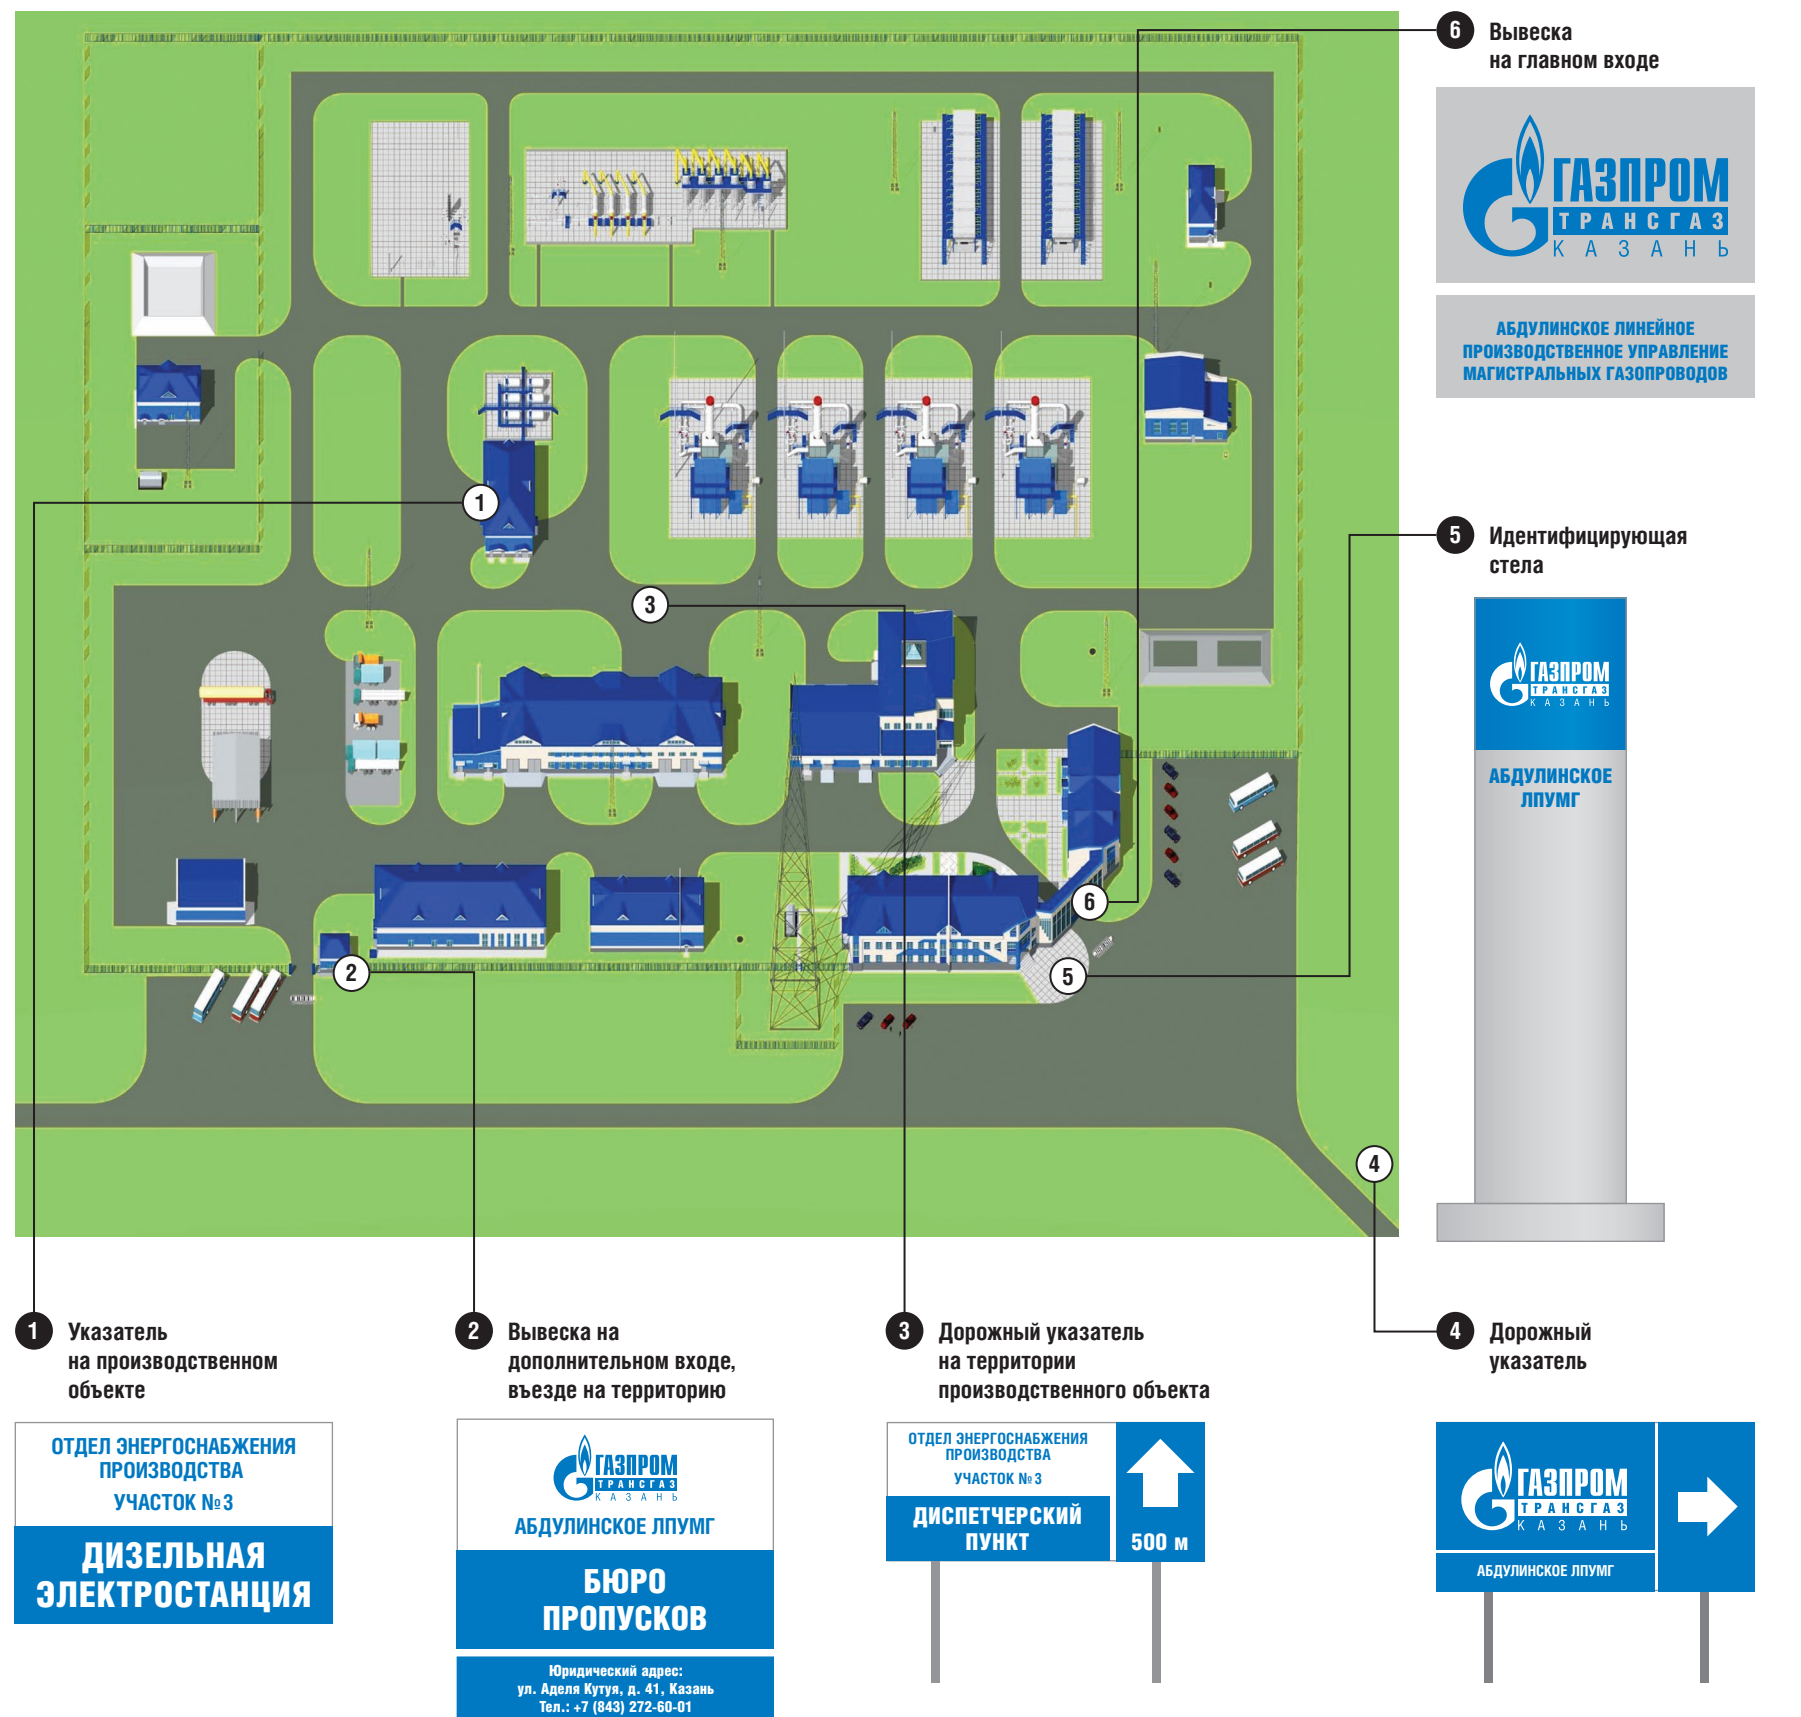 6
Вывеска
на главном входе
ГАЗПРОМ
ТРАНСГАЗ
КАЗАНЬ
АБДУЛИНСКОЕ ЛИНЕЙНОЕ
ПРОИЗВОДСТВЕННОЕ УПРАВЛЕНИЕ
МАГИСТРАЛЬНЫХ ГАЗОПРОВОДОВ
5
Идентифицирующая
стела
ГАЗПРОМ
ТРАНСГАЗ
КАЗАНЬ
АБДУЛИНСКОЕ
ЛПУМГ
1
3
6
2
5
4
1
Указатель
на производственном
объекте
ОТДЕЛ ЭНЕРГОСНАБЖЕНИЯ
ПРОИЗВОДСТВА
УЧАСТОК №3
ДИЗЕЛЬНАЯ
ЭЛЕКТРОСТАНЦИЯ
2
Вывеска на
дополнительном входе,
въезде на территорию
ГАЗПРОМ
ТРАНСГАЗ
КАЗАНЬ
АБДУЛИНСКОЕ ЛПУМГ
БЮРО
ПРОПУСКОВ
Юридический адрес:
ул. Аделя Кутуя, д. 41, Казань
Тел.: +7 (843) 272-60-01
3
Дорожный указатель
на территории
производственного объекта
ОТДЕЛ ЭНЕРГОСНАБЖЕНИЯ
ПРОИЗВОДСТВА
УЧАСТОК №3
ДИСПЕТЧЕРСКИЙ
ПУНКТ
500 м
4
Дорожный
указатель
ГАЗПРОМ
ТРАНСГАЗ
КАЗАНЬ
АБДУЛИНСКОЕ ЛПУМГ